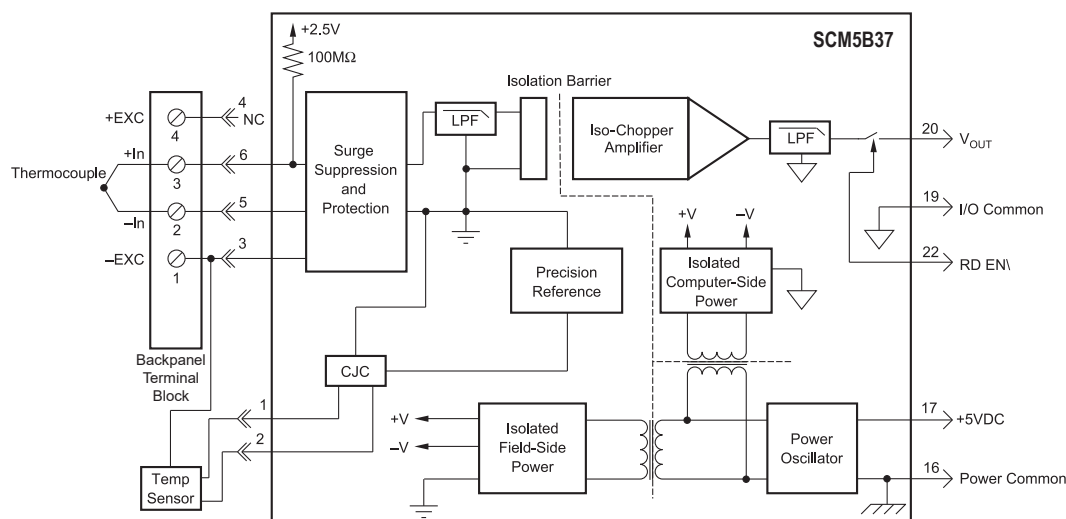 +2.5V
SCM5B37
100MΩ
Isolation Barrier
+EXC
4
4
NC
LPF
Iso-Chopper
Amplifier
LPF
20
VOUT
+In
3
6
Surge
Suppression
and
Protection
Thermocouple
–In
2
5
19
I/O Common
–EXC
1
3
+V
–V
22
RD EN\
Precision
Reference
Isolated
Computer-Side
Power
Backpanel
Terminal
Block
CJC
1
2
+V
–V
Isolated
Field-Side
Power
Power
Oscillator
17
+5VDC
16
Power Common
Temp
Sensor